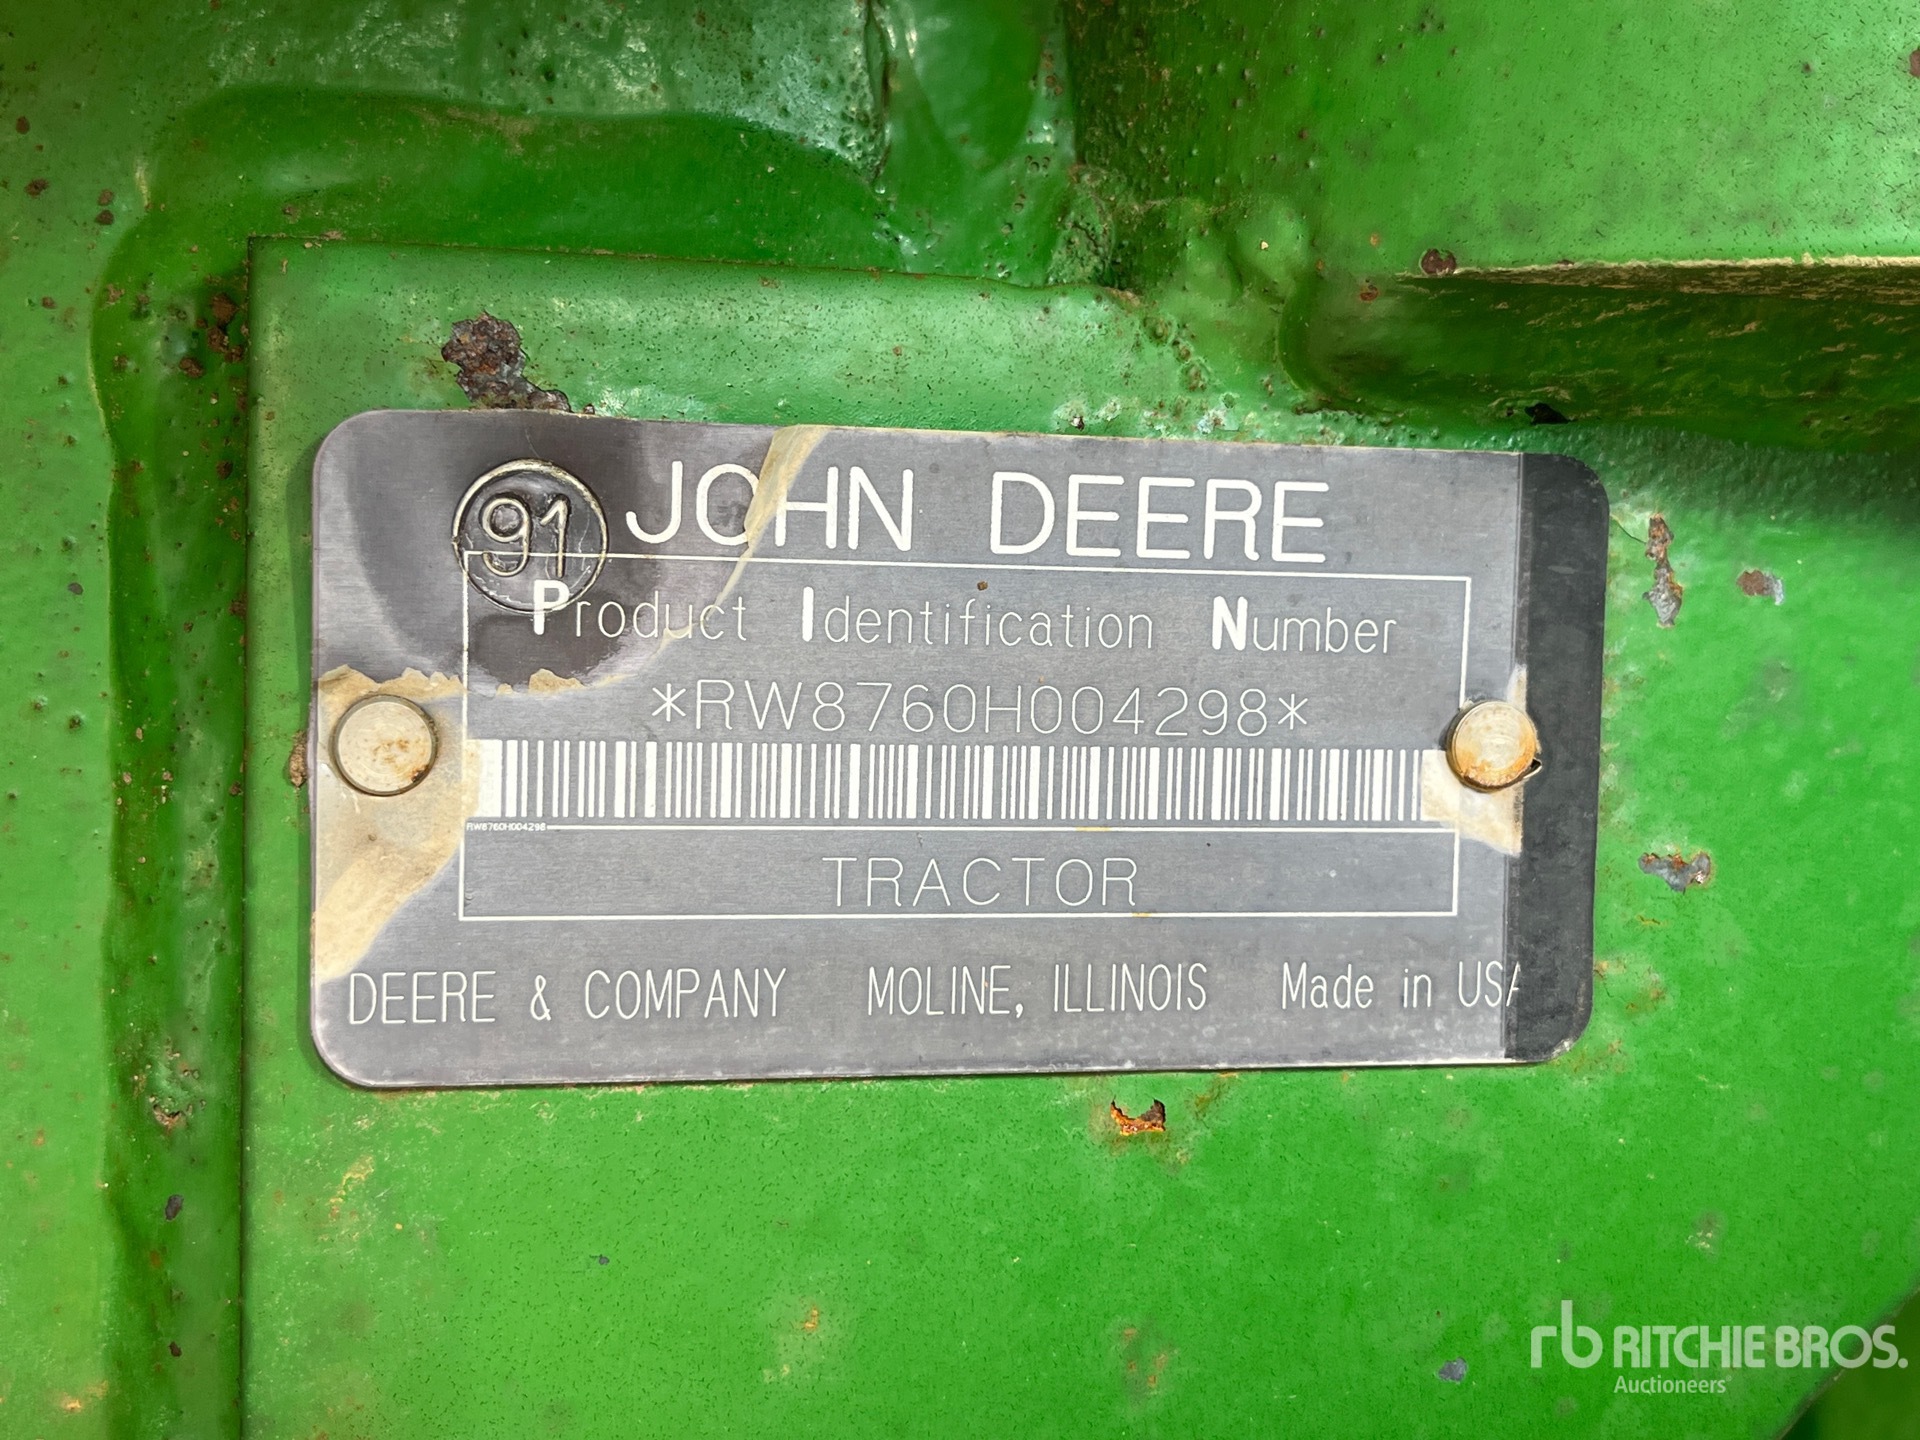 91
JOHN DEERE
Product Identification Number
*RW8760H004298*
RW8760H004298
TRACTOR
DEERE & COMPANY MOLINE, ILLINOIS Made in USA
rb RITCHIE BROS.
Auctioneers